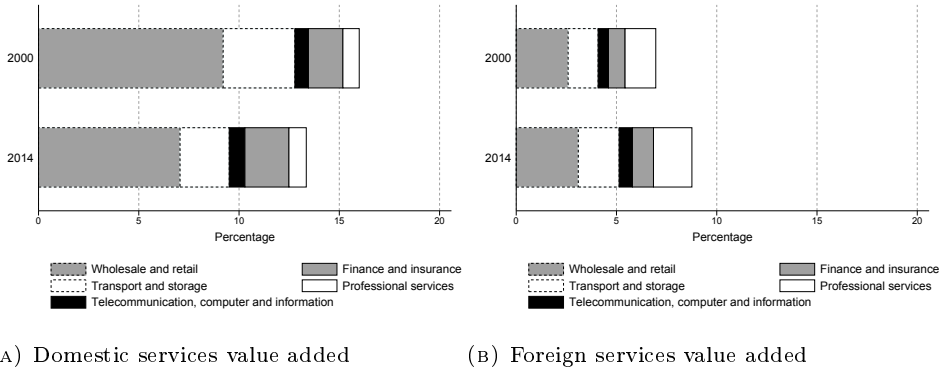 2000
2014
0 5 10 15 20
Percentage
Wholesale and retail Finance and insurance
Transport and storage Professional services
Telecommunication, computer and information
A) Domestic services value added
2000
2014
0 5 10 15 20
Percentage
Wholesale and retail Finance and insurance
Transport and storage Professional services
Telecommunication, computer and information
(B) Foreign services value added